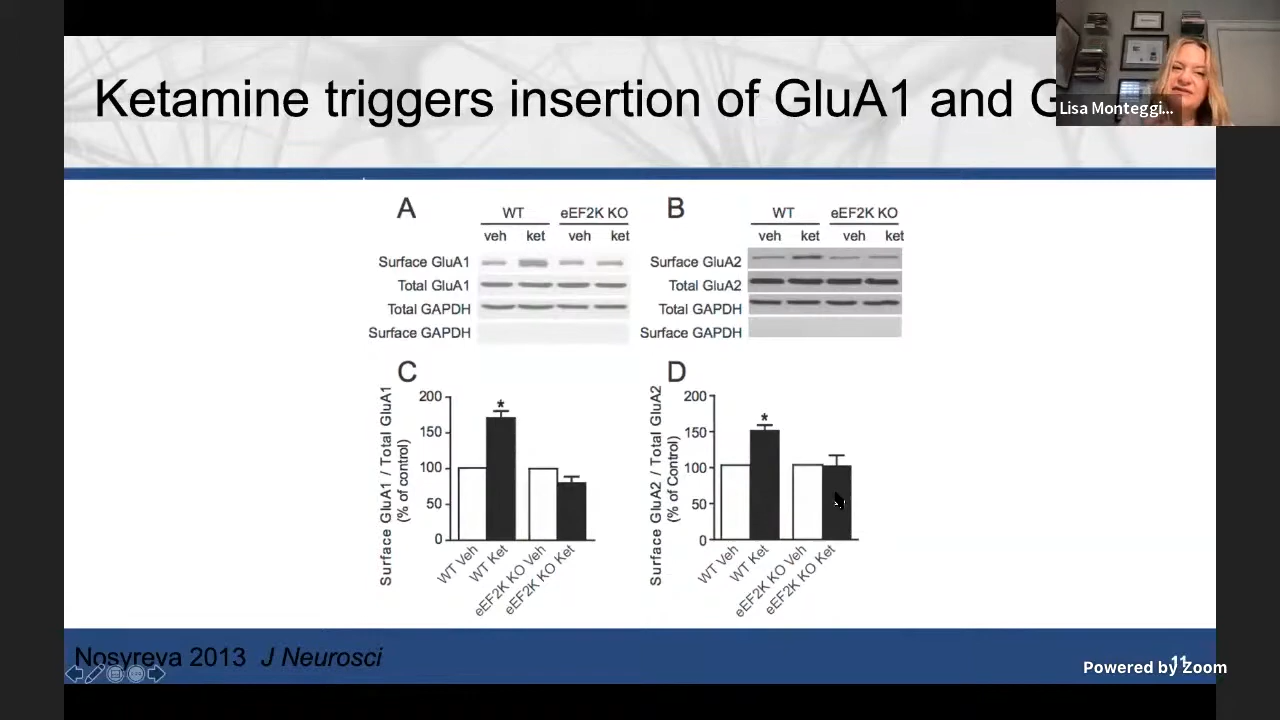 Ketamine triggers insertion of GluA1 and G
Lisa Monteggi...
A
WT eEF2K KO
veh ket veh ket
Surface GluA1
Total GluA1
Total GAPDH
Surface GAPDH
B
WT eEF2K KO
veh ket veh ket
Surface GluA2
Total GluA2
Total GAPDH
Surface GAPDH
C
Surface GluA1 / Total GluA1
(% of control)
200
150
100
50
0
*
WT Veh
WT Ket
eEF2K KO Veh
eEF2K KO Ket
D
Surface GluA2 / Total GluA2
(% of Control)
200
150
100
50
0
*
WT Veh
WT Ket
eEF2K KO Veh
eEF2K KO Ket
Nosyreva 2013 J Neurosci
11
Powered by Zoom